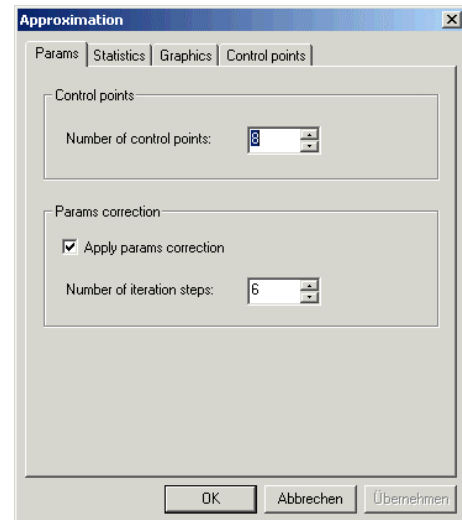 Approximation
Params Statistics Graphics Control points
Control points
Number of control points: 8
Params correction
Apply params correction
Number of iteration steps: 6
OK Abbrechen Übernehmen